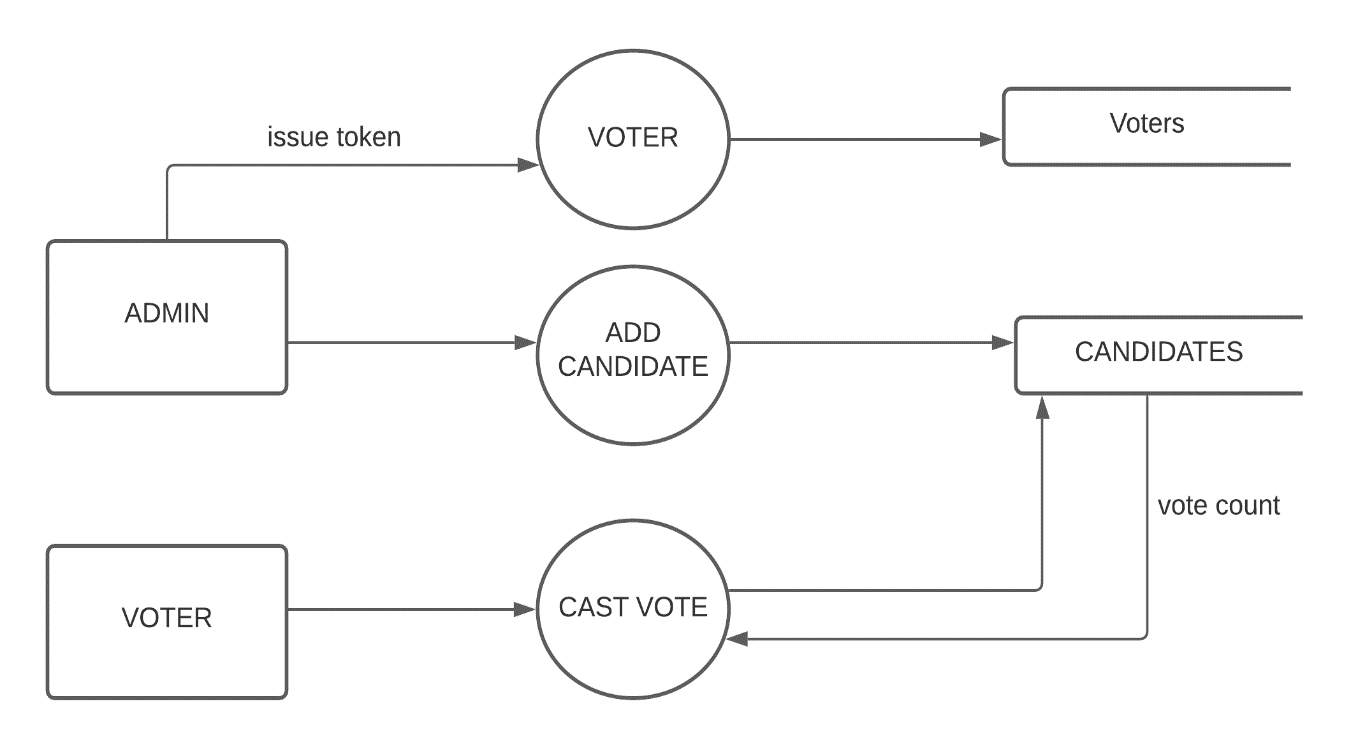 issue token
VOTER
Voters
ADMIN
ADD
CANDIDATE
CANDIDATES
vote count
VOTER
CAST VOTE